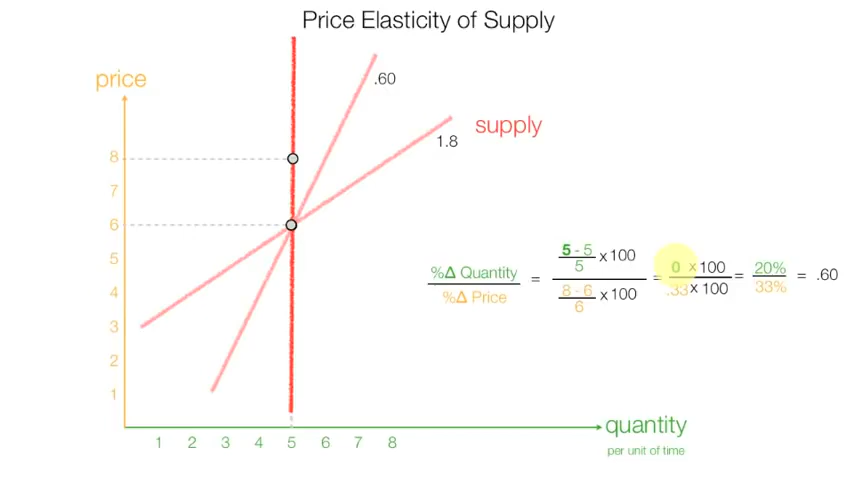 Price Elasticity of Supply
price
.60
supply
1.8
8
7
6
5
4
3
2
1
5 - 5
5
x 100
8 - 6
6
x 100
%Δ Quantity
%Δ Price
=
=
0 x 100
.33 x 100
=
20%
33%
= .60
1 2 3 4 5 6 7 8
quantity
per unit of time